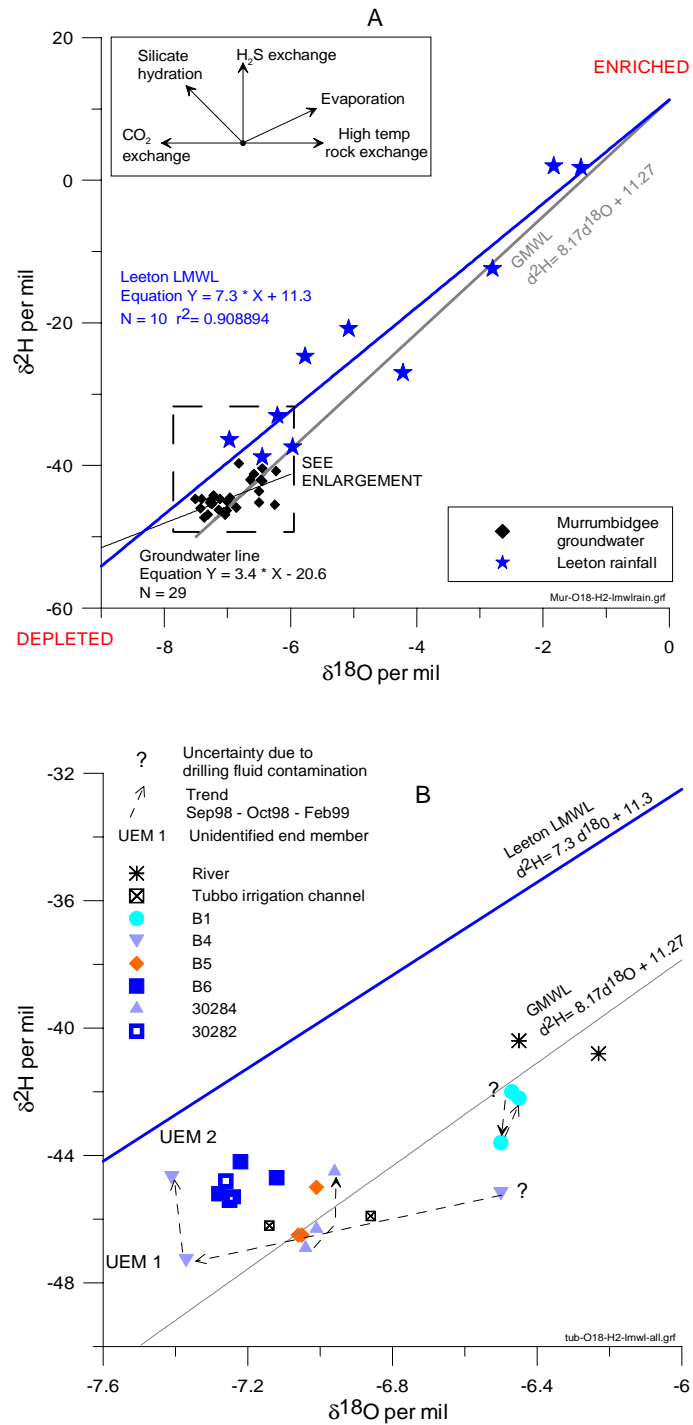 A
20
0
-20
-40
-60
δ²H per mil
Silicate
hydration
H₂S exchange
Evaporation
CO₂
exchange
High temp
rock exchange
ENRICHED
GMWL
d²H= 8.17d¹⁸O + 11.27
Leeton LMWL
Equation Y = 7.3 * X + 11.3
N = 10 r²= 0.908894
SEE
ENLARGEMENT
Groundwater line
Equation Y = 3.4 * X - 20.6
N = 29
Murrumbidgee
groundwater
Leeton rainfall
Mur-O18-H2-lmwlrain.grf
DEPLETED
-8
-6
-4
-2
0
δ¹⁸O per mil
B
-32
-36
-40
-44
-48
δ²H per mil
? Uncertainty due to
drilling fluid contamination
Trend
Sep98 - Oct98 - Feb99
UEM 1 Unidentified end member
River
Tubbo irrigation channel
B1
B4
B5
B6
30284
30282
Leeton LMWL
d²H= 7.3 d¹⁸0 + 11.3
GMWL
d²H= 8.17d¹⁸O + 11.27
?
UEM 2
?
UEM 1
tub-O18-H2-lmwl-all.grf
-7.6
-7.2
-6.8
-6.4
-6
δ¹⁸O per mil